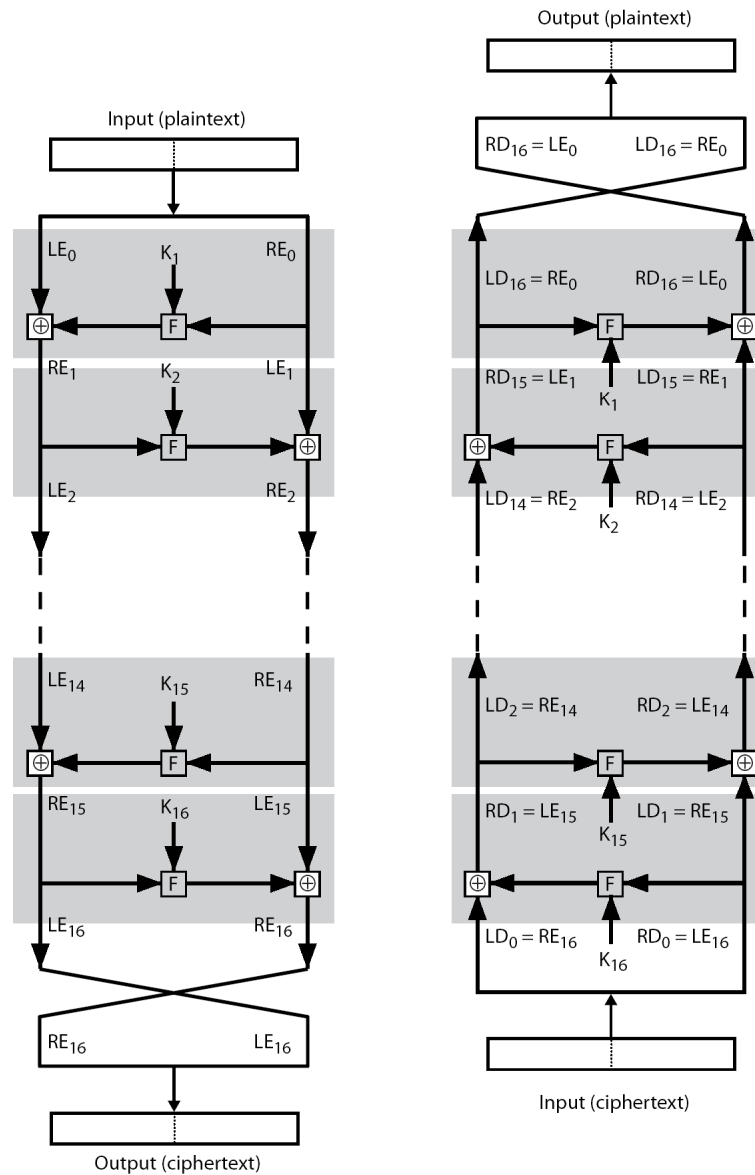 Input (plaintext)
LE₀
K₁
RE₀
⊕
F
RE₁
K₂
LE₁
F
⊕
LE₂
RE₂
LE₁₄
K₁₅
RE₁₄
⊕
F
RE₁₅
K₁₆
LE₁₅
F
⊕
LE₁₆
RE₁₆
RE₁₆
LE₁₆
Output (ciphertext)
Output (plaintext)
RD₁₆ = LE₀
LD₁₆ = RE₀
LD₁₆ = RE₀
RD₁₆ = LE₀
F
⊕
RD₁₅ = LE₁
K₁
LD₁₅ = RE₁
⊕
F
LD₁₄ = RE₂
K₂
RD₁₄ = LE₂
LD₂ = RE₁₄
RD₂ = LE₁₄
F
⊕
RD₁ = LE₁₅
K₁₅
LD₁ = RE₁₅
⊕
F
LD₀ = RE₁₆
K₁₆
RD₀ = LE₁₆
Input (ciphertext)